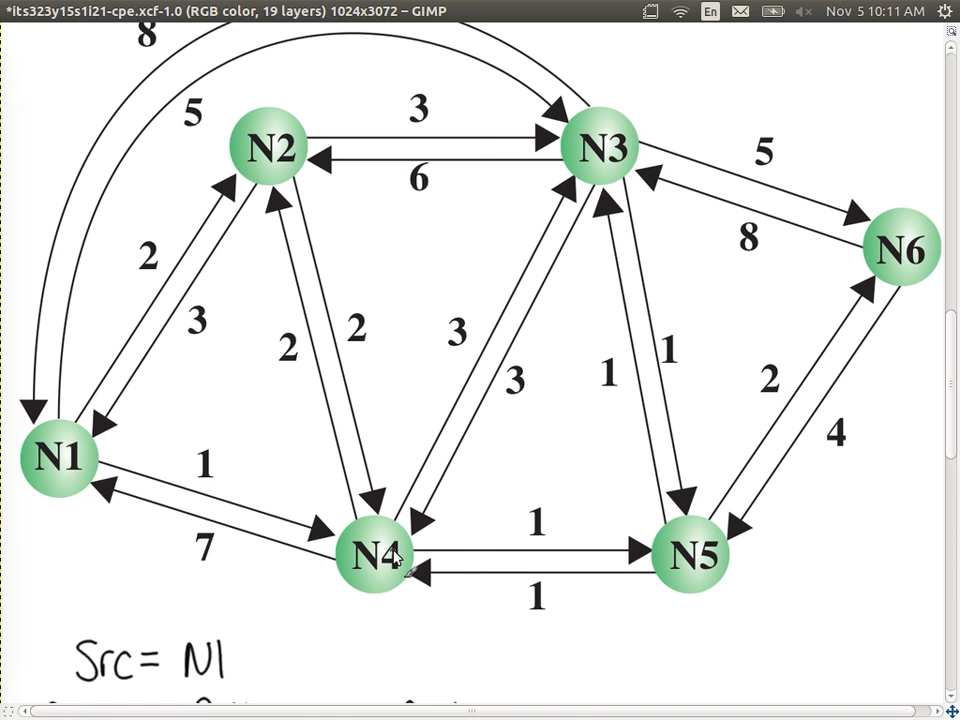 *its323y15s1i21-cpe.xcf-1.0 (RGB color, 19 layers) 1024x3072 – GIMP
En
Nov 5 10:11 AM
8
5
3
N2
N3
6
5
8
N6
2
3
2
2
3
3
1
1
2
4
N1
1
7
N4
1
N5
1
Src = N1